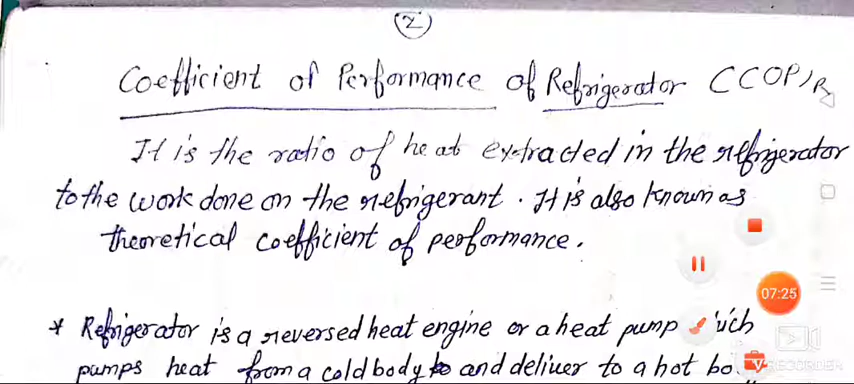 2
Coefficient of Performance of Refrigerator (COP)R
It is the ratio of heat extracted in the refrigerator
to the work done on the refrigerant. It is also known as
theoretical coefficient of performance.
07:25
* Refrigerator is a reversed heat engine or a heat pump
pumps heat from a cold body to and deliver to a hot
RECORDER